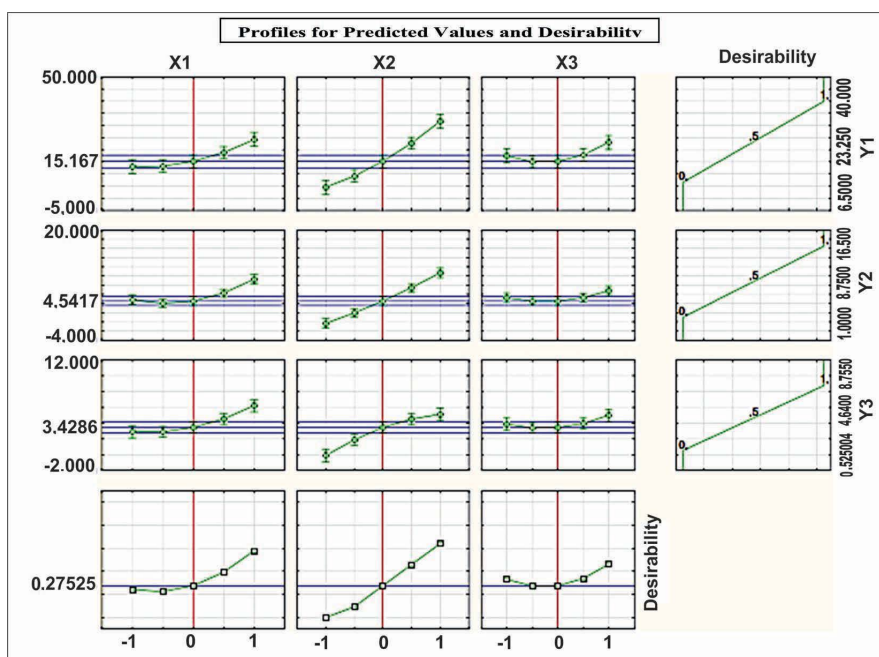 Profiles for Predicted Values and Desirability
X1
X2
X3
Desirability
50.000
15.167
-5.000
0.
.5
1.
6.5000 23.250 40.000
Y1
20.000
4.5417
-4.000
0.
.5
1.
1.0000 8.7500 16.500
Y2
12.000
3.4286
-2.000
0.
.5
1.
0.525004 4.6400 8.7550
Y3
0.27525
Desirability
-1 0 1
-1 0 1
-1 0 1